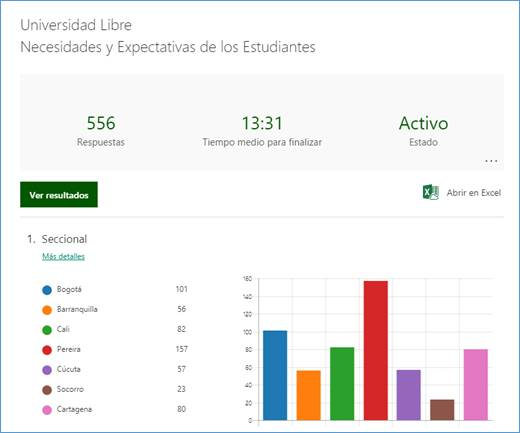 Universidad Libre
Necesidades y Expectativas de los Estudiantes
556
Respuestas
13:31
Tiempo medio para finalizar
Activo
Estado
...
Ver resultados
Abrir en Excel
1. Seccional
Más detalles
Bogotá 101
Barranquilla 56
Cali 82
Pereira 157
Cúcuta 57
Socorro 23
Cartagena 80
160
140
120
100
80
60
40
20
0